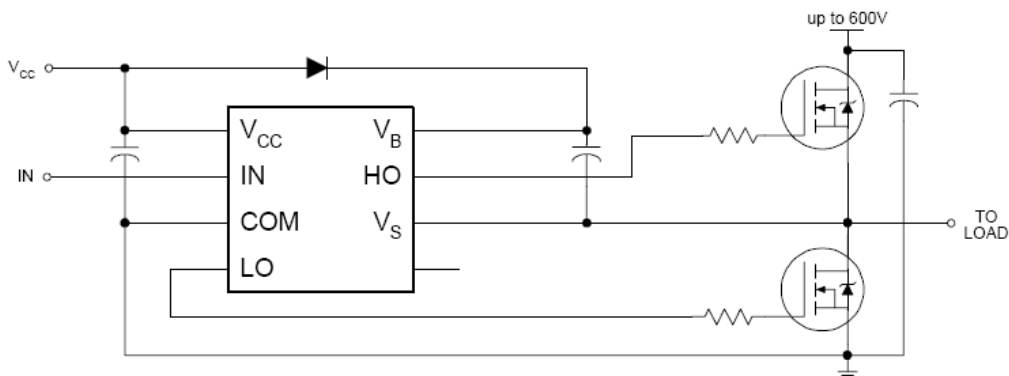 up to 600V
VCC
VCC VB
IN
IN HO
COM VS
TO
LOAD
LO